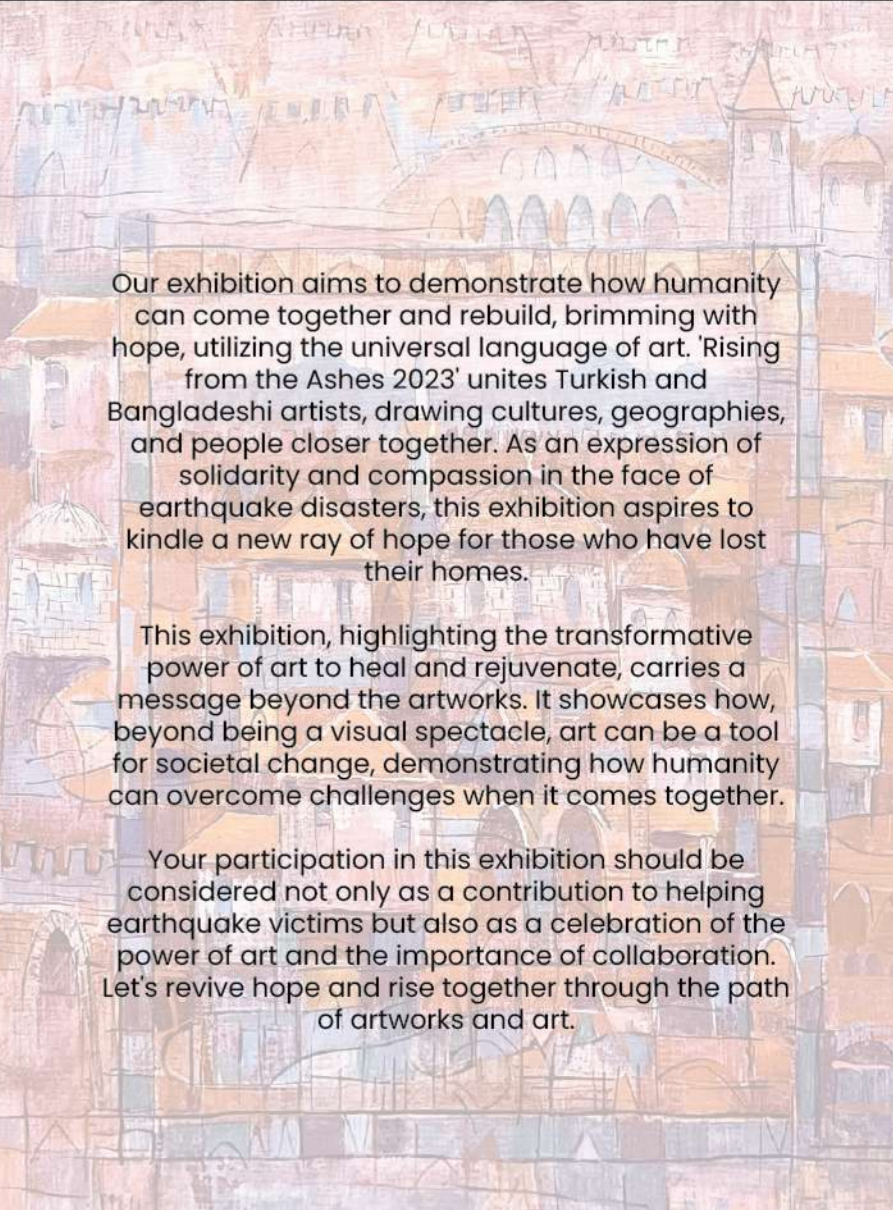 Our exhibition aims to demonstrate how humanity
can come together and rebuild, brimming with
hope, utilizing the universal language of art. 'Rising
from the Ashes 2023' unites Turkish and
Bangladeshi artists, drawing cultures, geographies,
and people closer together. As an expression of
solidarity and compassion in the face of
earthquake disasters, this exhibition aspires to
kindle a new ray of hope for those who have lost
their homes.
This exhibition, highlighting the transformative
power of art to heal and rejuvenate, carries a
message beyond the artworks. It showcases how,
beyond being a visual spectacle, art can be a tool
for societal change, demonstrating how humanity
can overcome challenges when it comes together.
Your participation in this exhibition should be
considered not only as a contribution to helping
earthquake victims but also as a celebration of the
power of art and the importance of collaboration.
Let's revive hope and rise together through the path
of artworks and art.